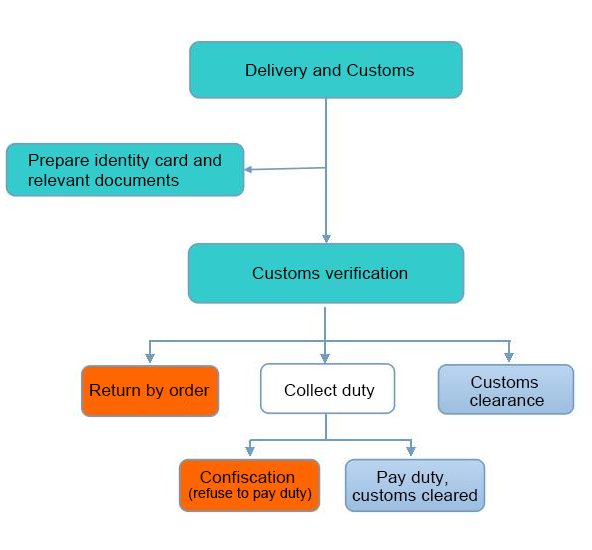 Delivery and Customs
Prepare identity card and
relevant documents
Customs verification
Return by order
Collect duty
Customs
clearance
Confiscation
(refuse to pay duty)
Pay duty,
customs cleared